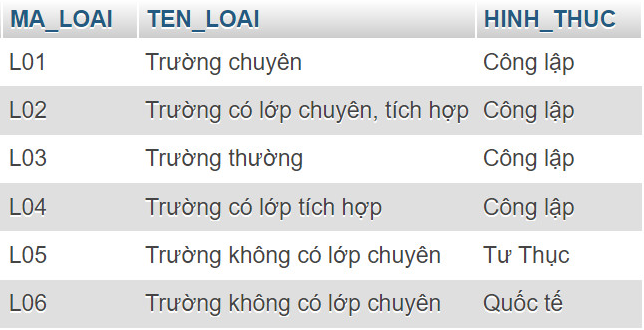 MA_LOAI TEN_LOAI HINH_THUC
L01 Trường chuyên Công lập
L02 Trường có lớp chuyên, tích hợp Công lập
L03 Trường thường Công lập
L04 Trường có lớp tích hợp Công lập
L05 Trường không có lớp chuyên Tư Thục
L06 Trường không có lớp chuyên Quốc tế